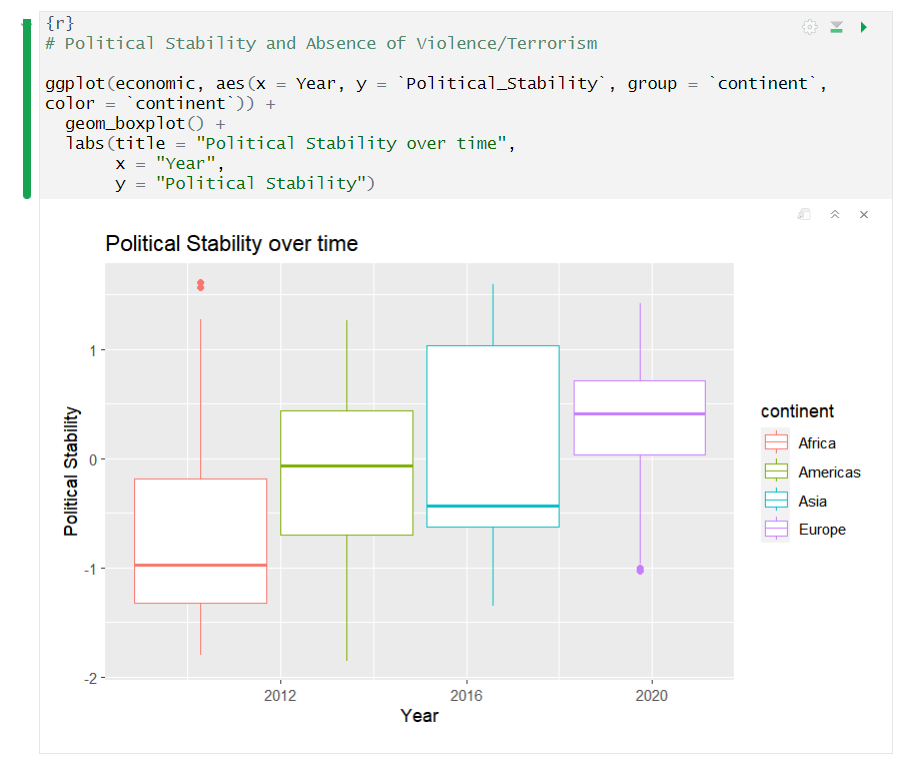 {r}
# Political Stability and Absence of Violence/Terrorism
ggplot(economic, aes(x = Year, y = `Political_Stability`, group = `continent`,
color = `continent`)) +
  geom_boxplot() +
  labs(title = "Political Stability over time",
       x = "Year",
       y = "Political Stability")
Political Stability over time
Political Stability
1
0
-1
-2
2012 2016 2020
Year
continent
Africa
Americas
Asia
Europe